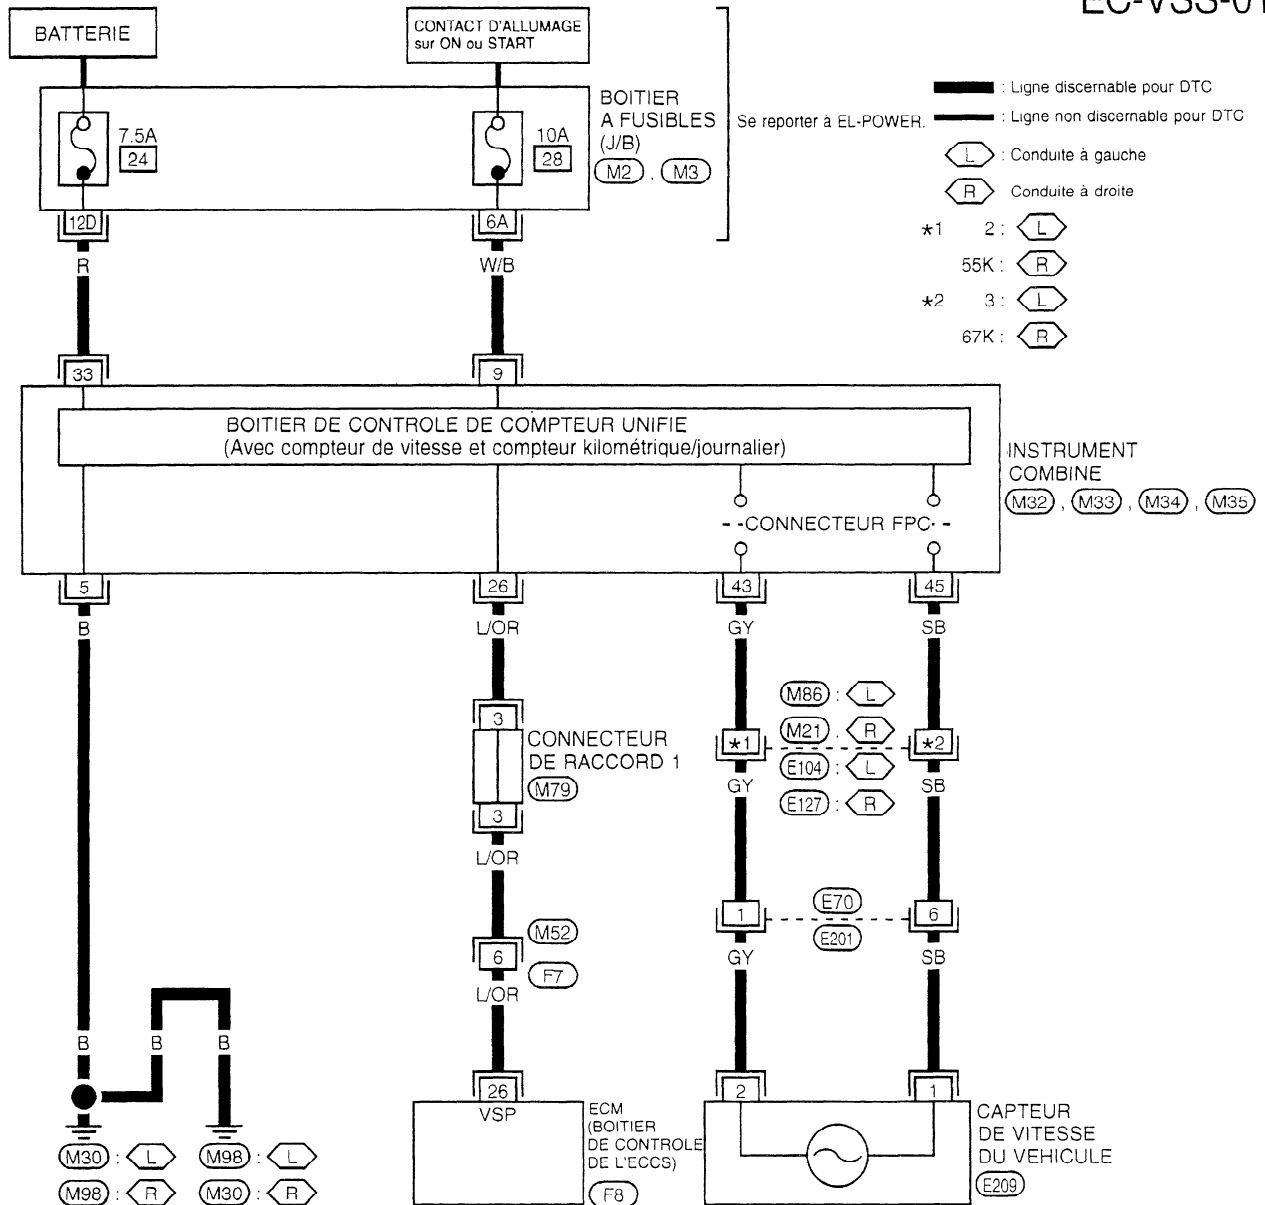 EC-VSS-01
BATTERIE
CONTACT D'ALLUMAGE
sur ON ou START
7.5A
24
10A
28
BOITIER
A FUSIBLES
(J/B)
M2 . M3
Se reporter à EL-POWER.
: Ligne discernable pour DTC
: Ligne non discernable pour DTC
L : Conduite à gauche
R Conduite à droite
*1 2 : L
55K : R
*2 3 : L
67K : R
12D
6A
R
W/B
33
9
BOITIER DE CONTROLE DE COMPTEUR UNIFIE
(Avec compteur de vitesse et compteur kilométrique/journalier)
INSTRUMENT
COMBINE
M32 , M33 , M34 , M35
CONNECTEUR FPC
5
26
43
45
B
L/OR
GY
SB
3
CONNECTEUR
DE RACCORD 1
M79
3
L/OR
M86 : L
M21 . R
E104 : L
E127 : R
*1
*2
GY
SB
M52
6
F7
L/OR
1
E70
E201
6
GY
SB
B
B
B
26
VSP
ECM
(BOITIER
DE CONTROLE
DE L'ECCS)
F8
2
1
CAPTEUR
DE VITESSE
DU VEHICULE
E209
M30 : L
M98 : L
M98 : R
M30 : R